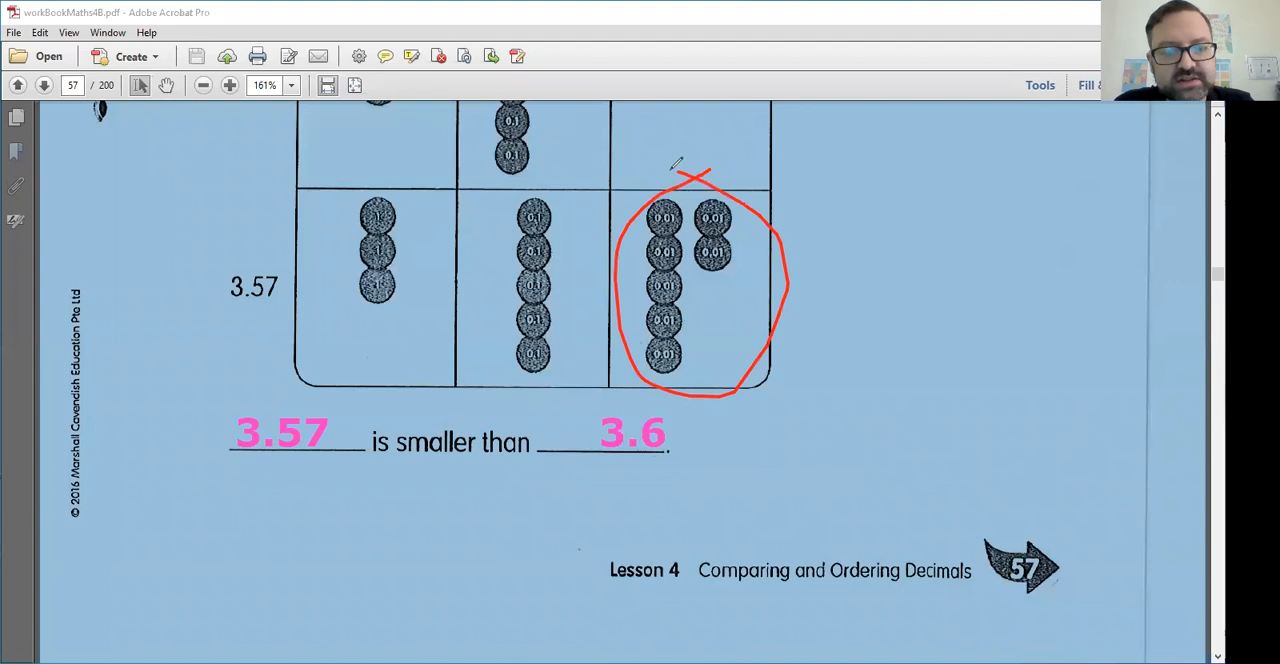 workBookMaths4B.pdf - Adobe Acrobat Pro
File Edit View Window Help
Open Create
57 / 200 161% Tools Fill &
0.1
0.1
1 0.1 0.01 0.01
1 0.1 0.01 0.01
3.57 1 0.1 0.01
0.1 0.01
0.1 0.01
3.57 is smaller than 3.6.
© 2016 Marshall Cavendish Education Pte Ltd
Lesson 4 Comparing and Ordering Decimals 57